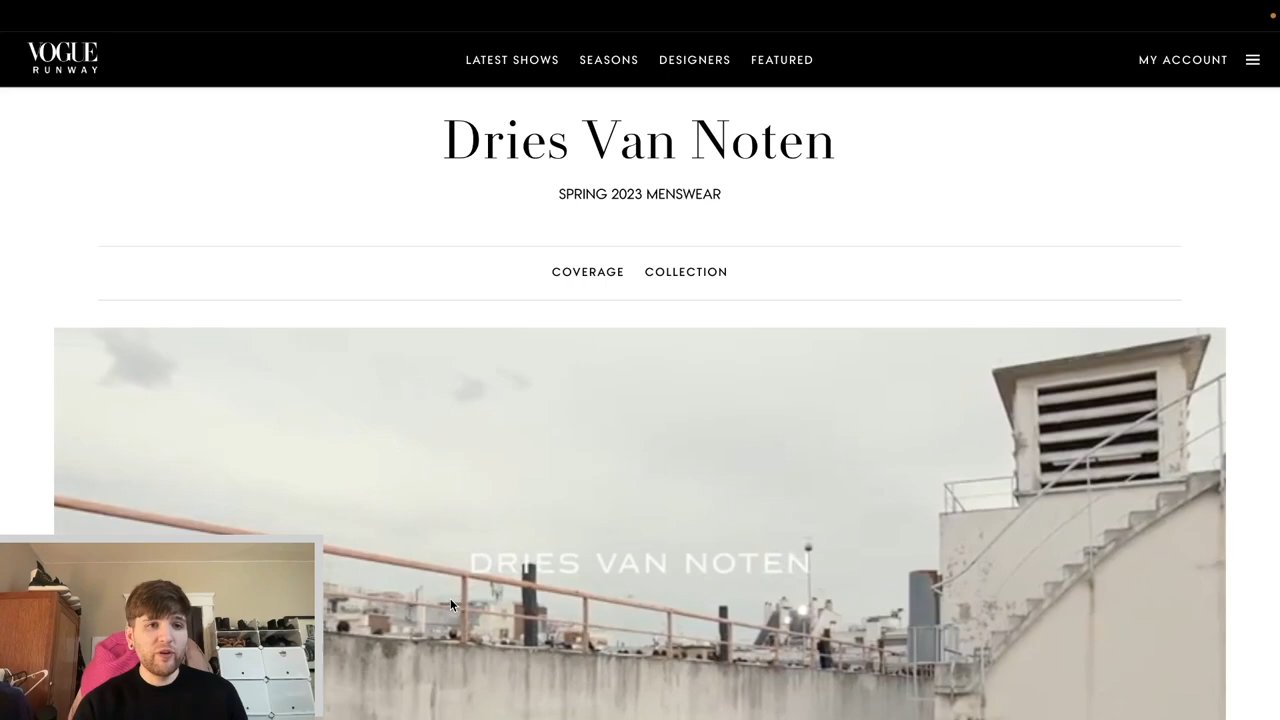 VOGUE
RUNWAY
LATEST SHOWS SEASONS DESIGNERS FEATURED
MY ACCOUNT
Dries Van Noten
SPRING 2023 MENSWEAR
COVERAGE COLLECTION
DRIES VAN NOTEN